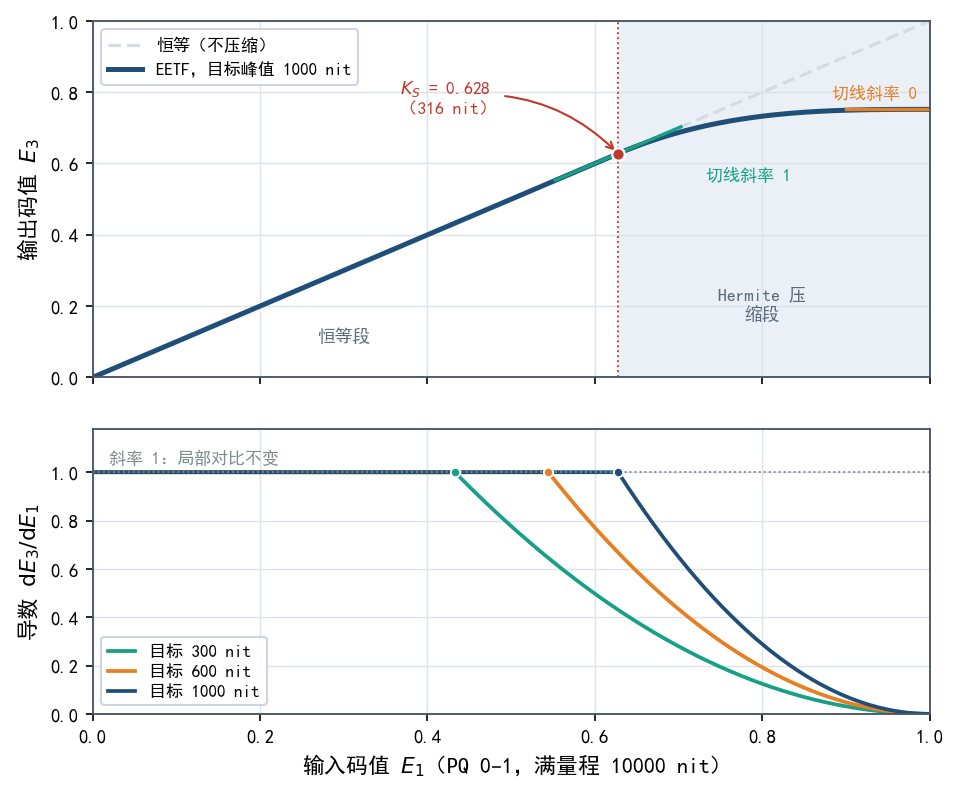 1.0
0.8
0.6
0.4
0.2
0.0
输出码值 E3
恒等（不压缩）
EETF，目标峰值 1000 nit
KS = 0.628
（316 nit）
切线斜率 0
切线斜率 1
Hermite 压
缩段
恒等段
斜率 1：局部对比不变
1.0
0.8
0.6
0.4
0.2
0.0
导数 dE3/dE1
目标 300 nit
目标 600 nit
目标 1000 nit
0.0 0.2 0.4 0.6 0.8 1.0
输入码值 E1（PQ 0–1，满量程 10000 nit）